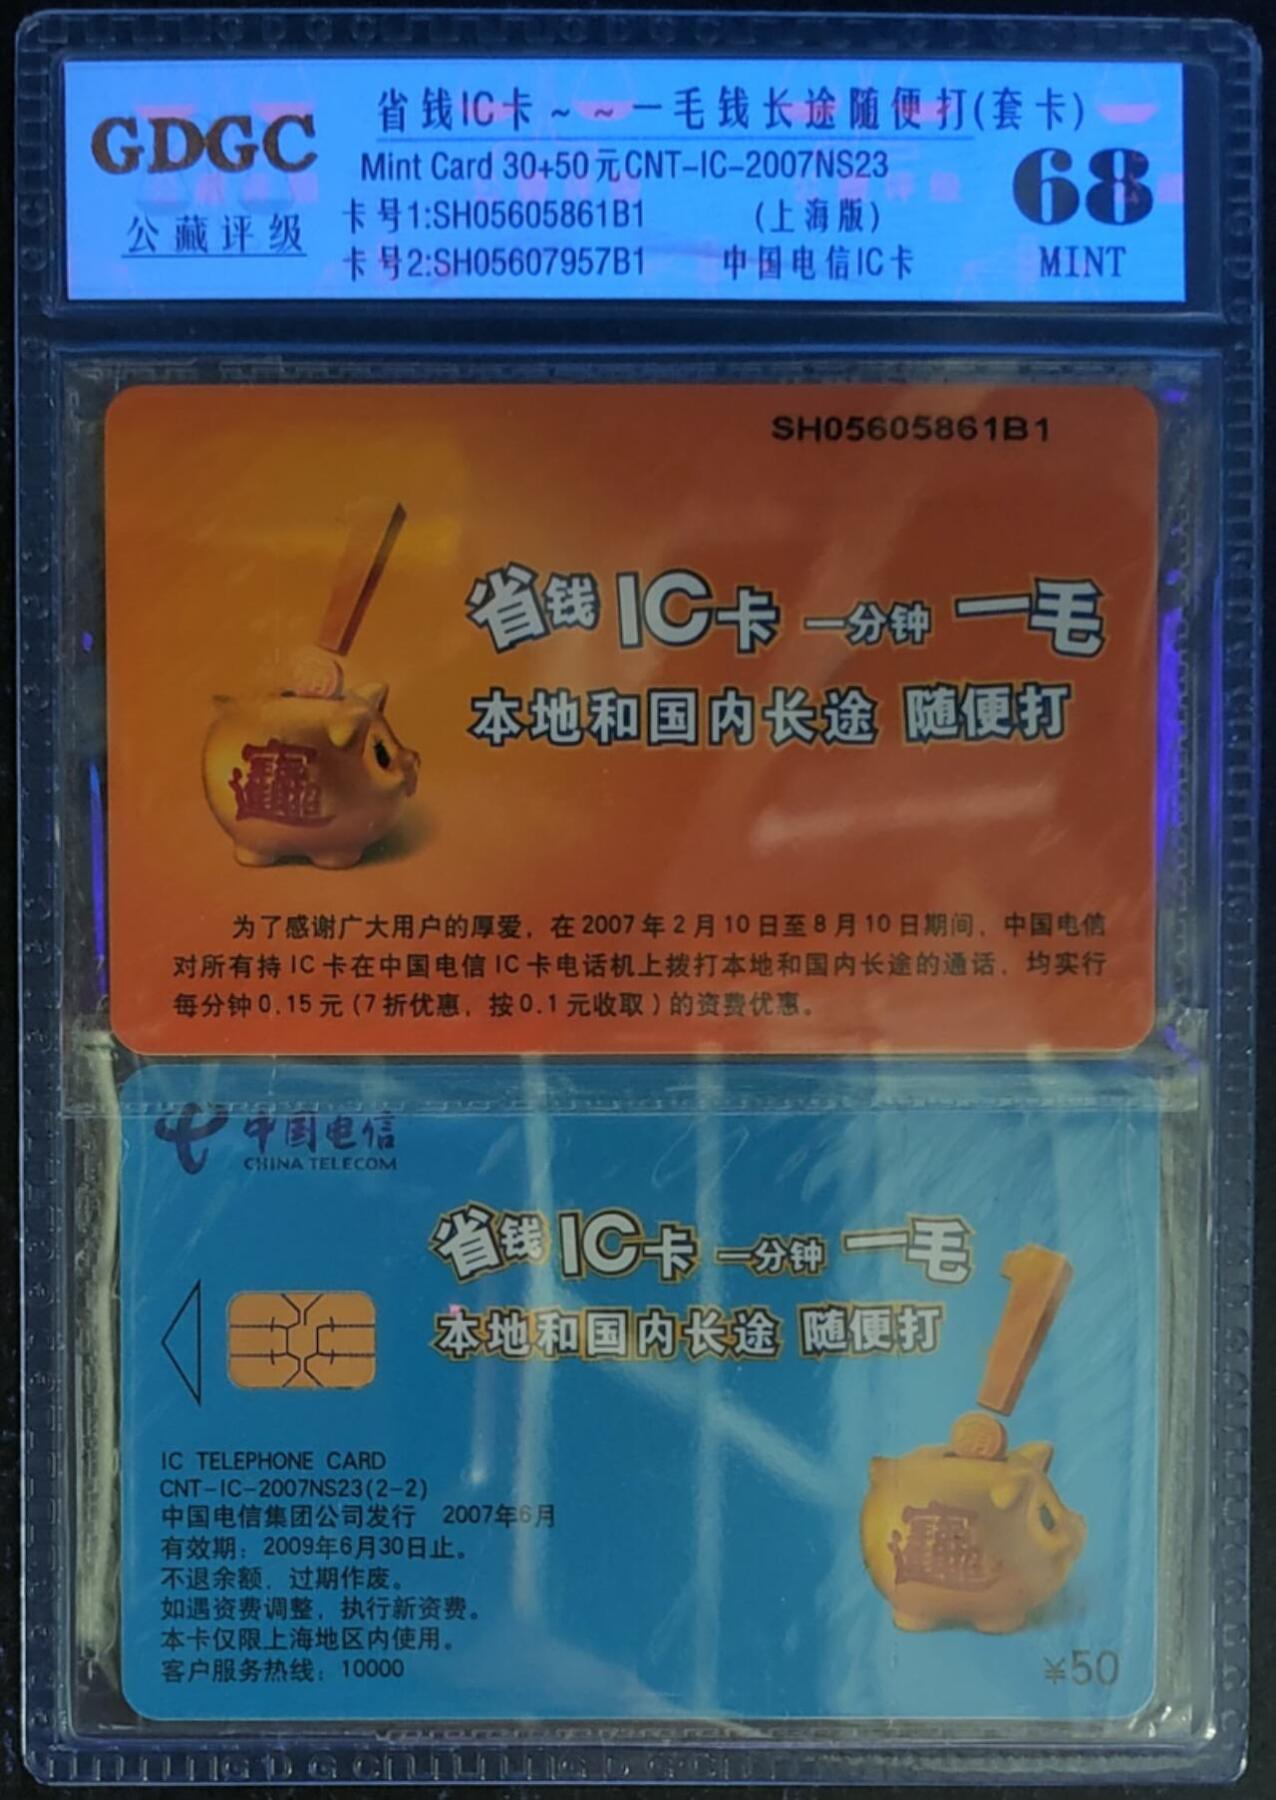 GDGC
公藏评级
省钱IC卡~~一毛钱长途随便打(套卡)
Mint Card 30+50元CNT-IC-2007NS23
卡号1:SH05605861B1 (上海版)
卡号2:SH05607957B1 中国电信IC卡
68
MINT
SH05605861B1
省钱IC卡 一分钟 一毛
本地和国内长途 随便打
招财進寶
为了感谢广大用户的厚爱，在2007年2月10日至8月10日期间，中国电信
对所有持IC卡在中国电信IC卡电话机上拨打本地和国内长途的通话，均实行
每分钟0.15元(7折优惠，按0.1元收取)的资费优惠。
中国电信
CHINA TELECOM
省钱IC卡 一分钟 一毛
本地和国内长途 随便打
招财進寶
IC TELEPHONE CARD
CNT-IC-2007NS23(2-2)
中国电信集团公司发行 2007年6月
有效期：2009年6月30日止。
不退余额，过期作废。
如遇资费调整，执行新资费。
本卡仅限上海地区内使用。
客户服务热线：10000
¥50